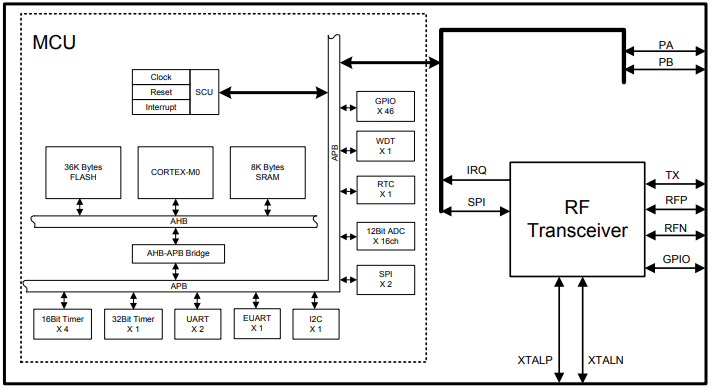 MCU
Clock
Reset
Interrupt
SCU
36K Bytes
FLASH
CORTEX-M0
8K Bytes
SRAM
AHB
AHB-APB Bridge
APB
16Bit Timer
X 4
32Bit Timer
X 1
UART
X 2
EUART
X 1
I2C
X 1
APB
GPIO
X 46
WDT
X 1
RTC
X 1
12Bit ADC
X 16ch
SPI
X 2
PA
PB
IRQ
SPI
RF
Transceiver
TX
RFP
RFN
GPIO
XTALP
XTALN